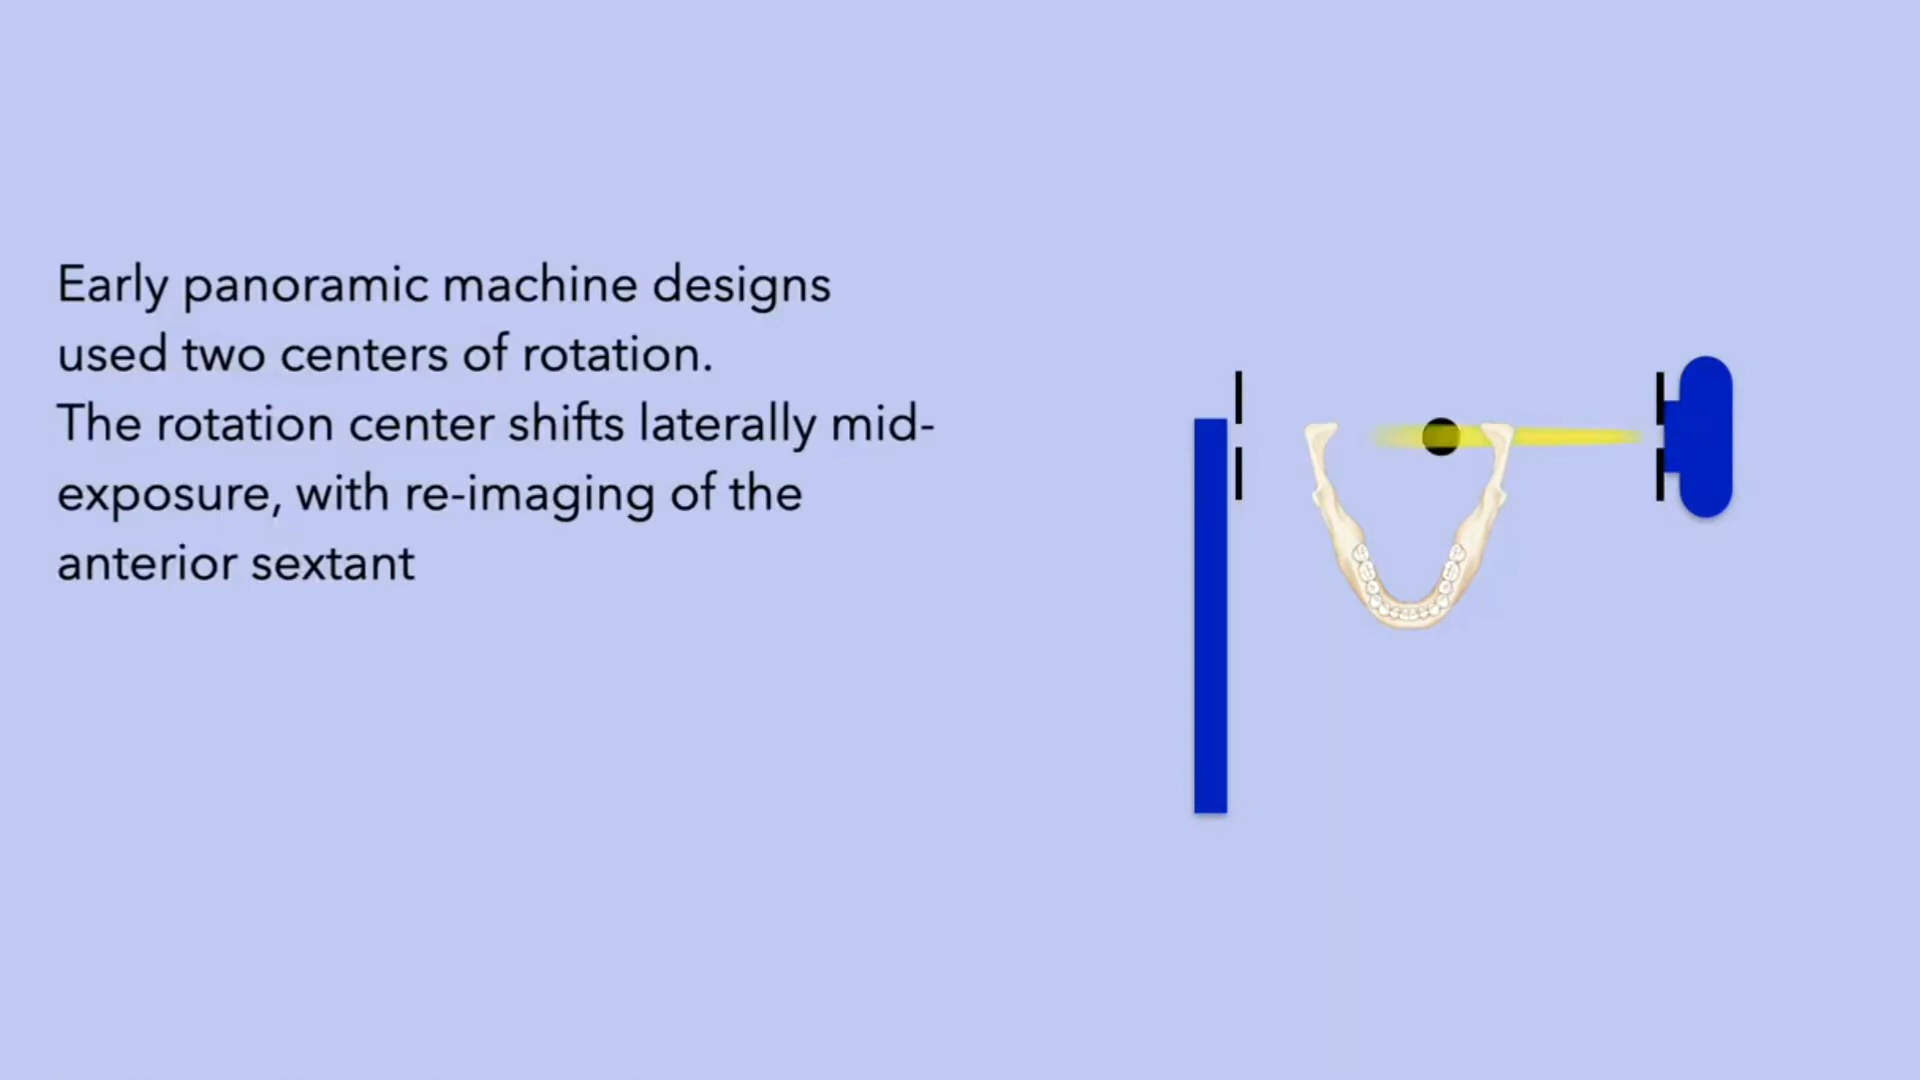 Early panoramic machine designs
used two centers of rotation.
The rotation center shifts laterally mid-
exposure, with re-imaging of the
anterior sextant